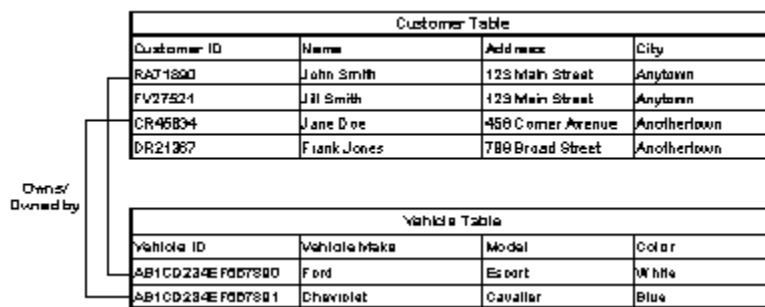 Customer Table
Customer ID Name Address City
RA71890 John Smith 123 Main Street Anytown
FV27521 Jill Smith 123 Main Street Anytown
CR45834 Jane Doe 456 Corner Avenue Anothertown
DR21367 Frank Jones 789 Broad Street Anothertown
Owns/
Owned by
Vehicle Table
Vehicle ID Vehicle Make Model Color
AB1CD234EF567890 Ford Escort White
AB1CD234EF567891 Chevrolet Cavalier Blue